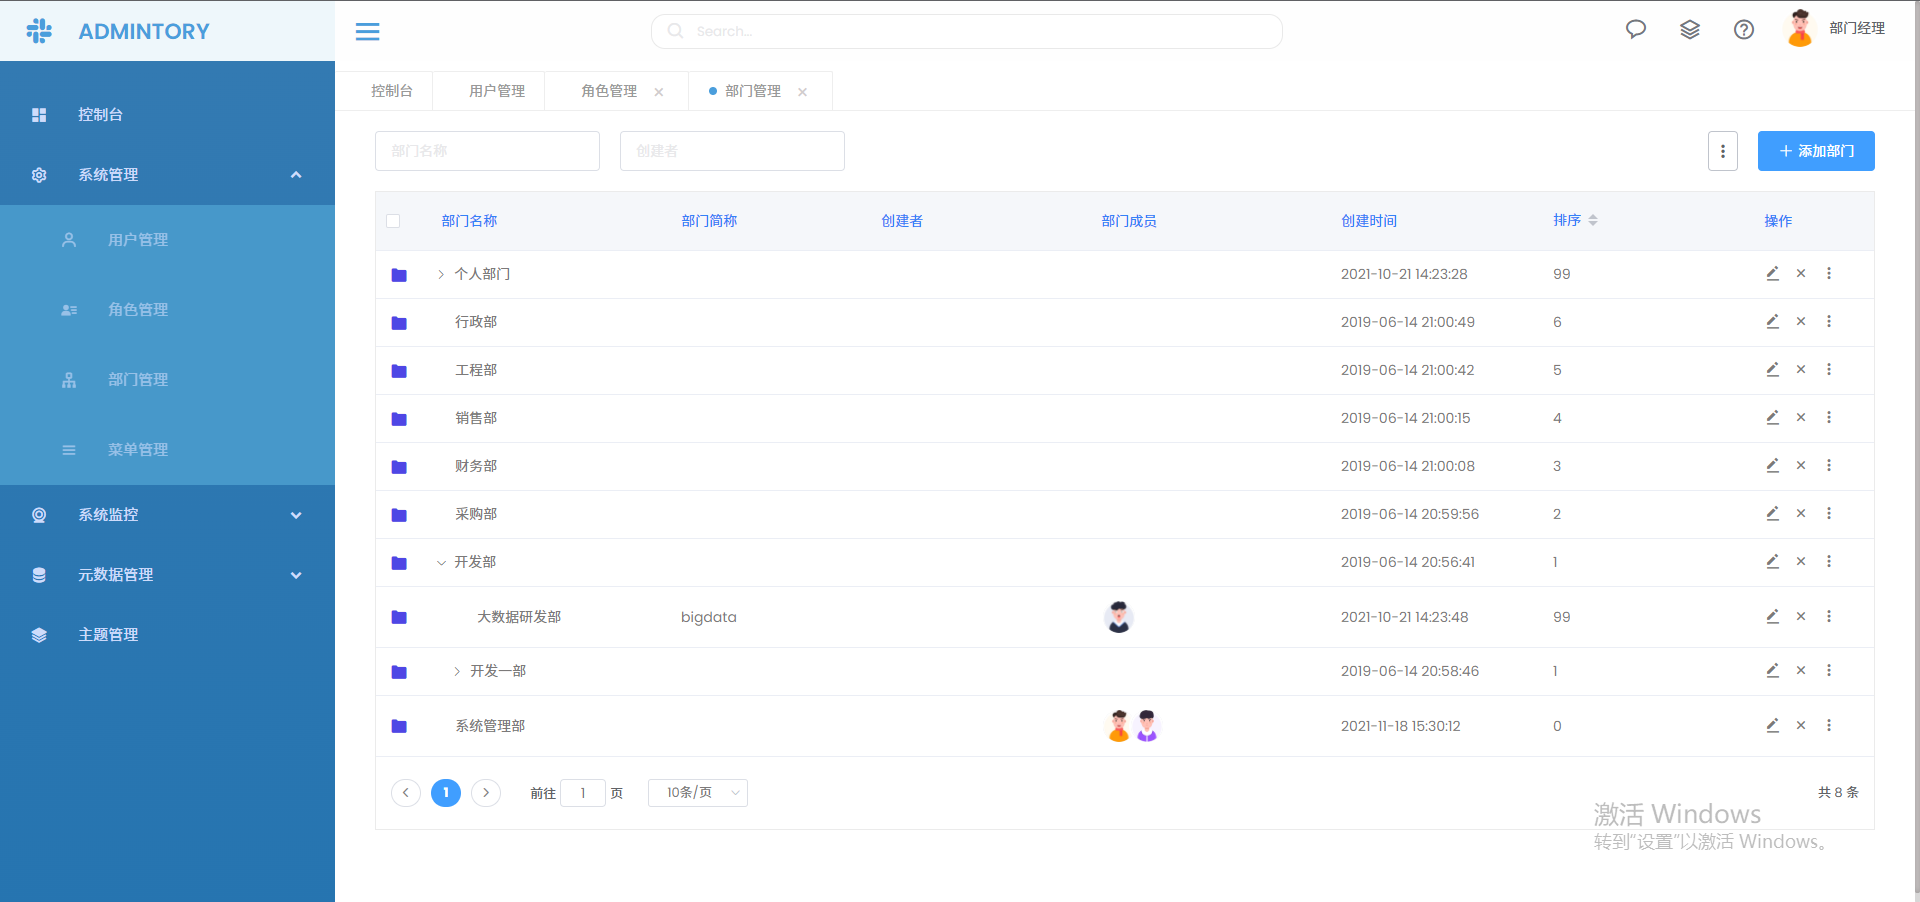 ADMINTORY
Search...
部门经理
控制台
用户管理
角色管理
部门管理
控制台
系统管理
用户管理
角色管理
部门管理
菜单管理
系统监控
元数据管理
主题管理
部门名称
创建者
添加部门
部门名称 部门简称 创建者 部门成员 创建时间 排序 操作
个人部门 2021-10-21 14:23:28 99
行政部 2019-06-14 21:00:49 6
工程部 2019-06-14 21:00:42 5
销售部 2019-06-14 21:00:15 4
财务部 2019-06-14 21:00:08 3
采购部 2019-06-14 20:59:56 2
开发部 2019-06-14 20:56:41 1
大数据研发部 bigdata 2021-10-21 14:23:48 99
开发一部 2019-06-14 20:58:46 1
系统管理部 2021-11-18 15:30:12 0
1 前往 1 页 10条/页 共 8 条
激活 Windows
转到"设置"以激活 Windows。